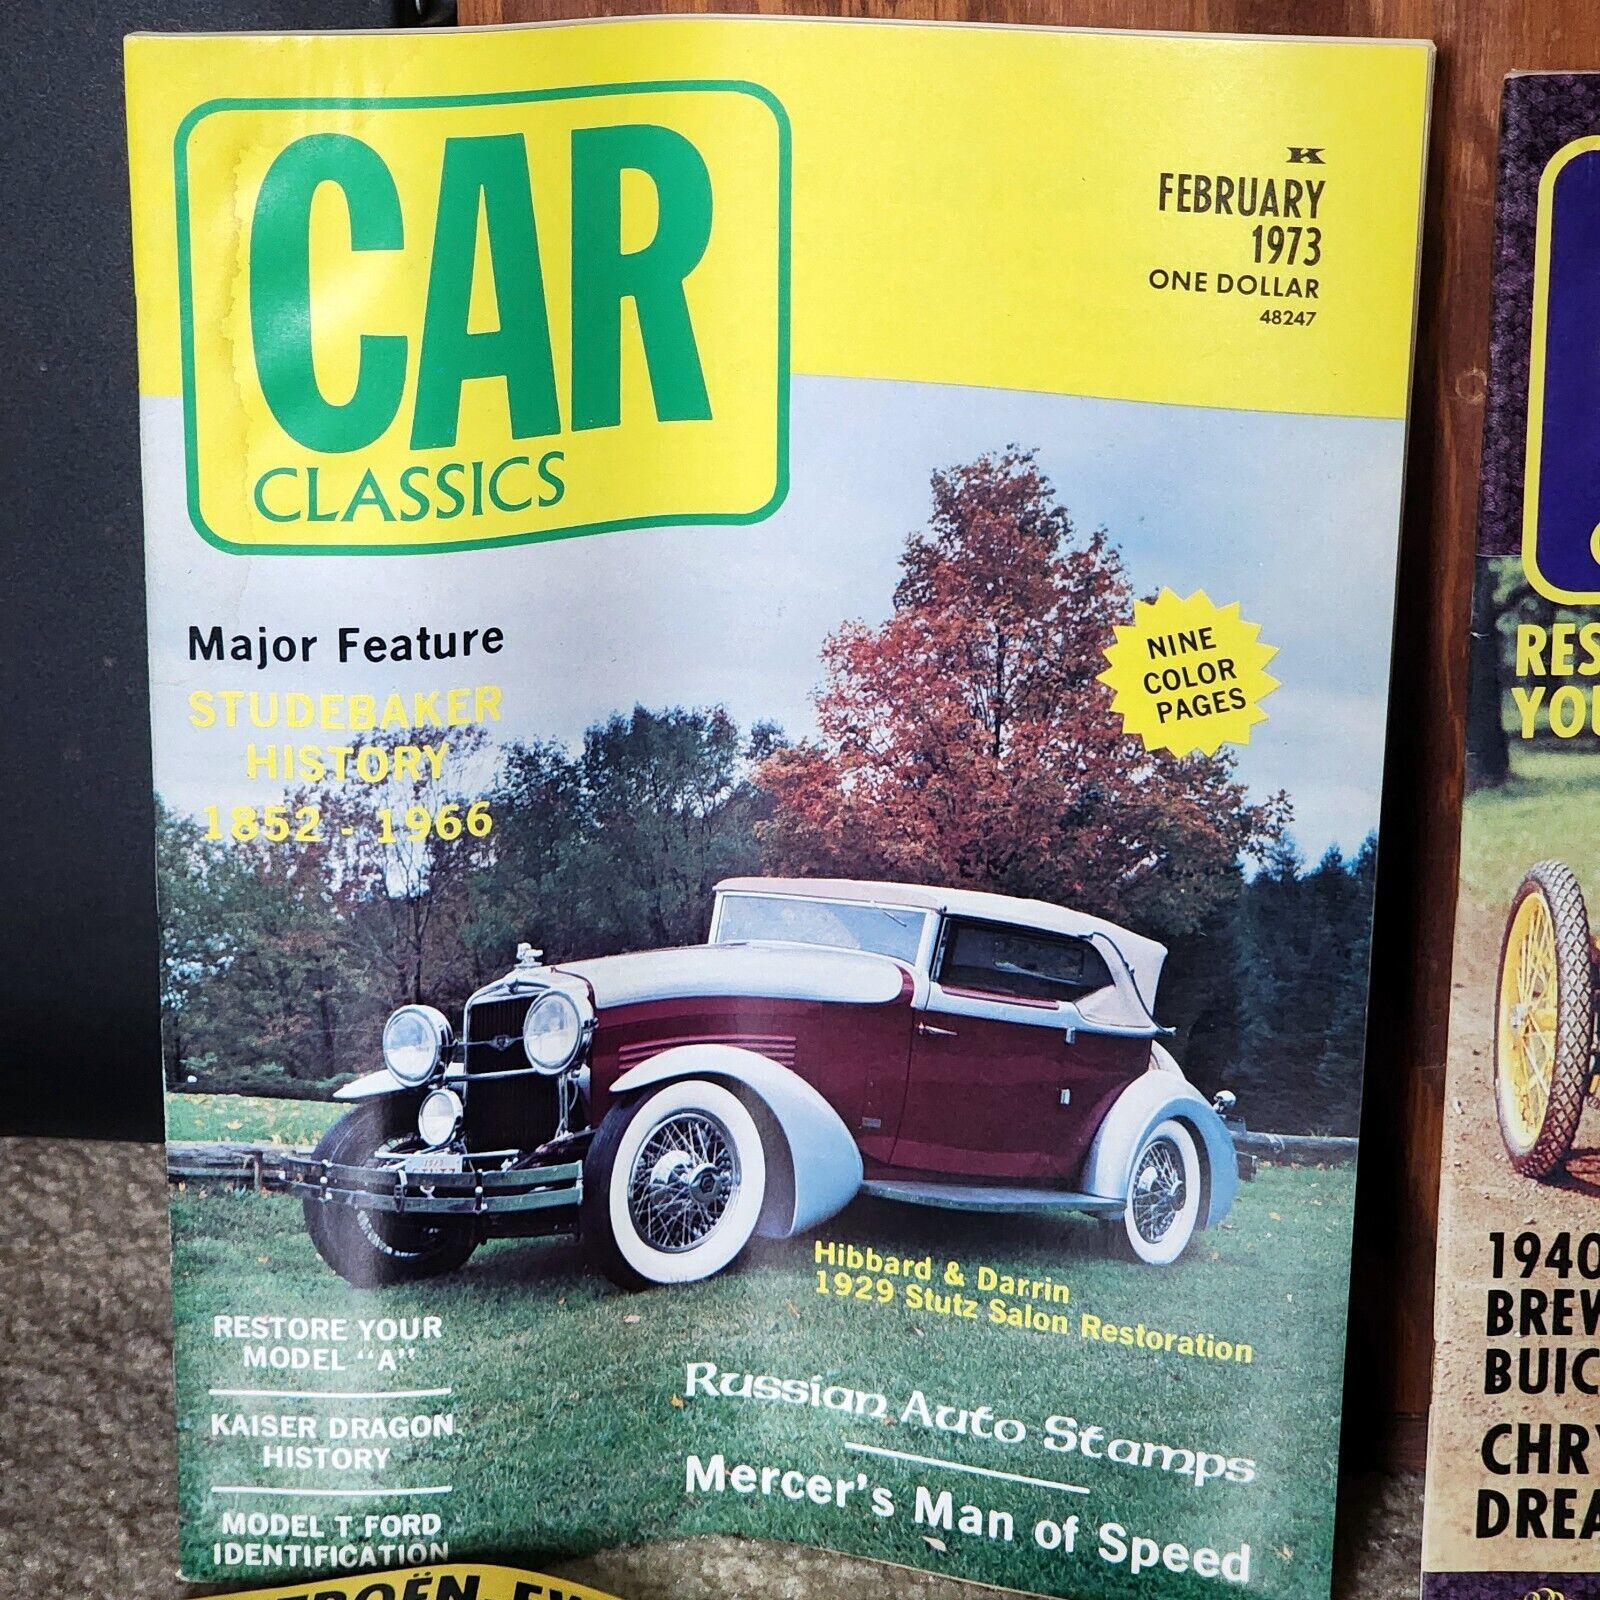 CAR
CLASSICS
K
FEBRUARY
1973
ONE DOLLAR
48247
Major Feature
STUDEBAKER
HISTORY
1852 - 1966
NINE
COLOR
PAGES
Hibbard & Darrin
1929 Stutz Salon Restoration
RESTORE YOUR
MODEL "A"
KAISER DRAGON
HISTORY
MODEL T FORD
IDENTIFICATION
Russian Auto Stamps
Mercer's Man of Speed
RES
YOU
1940
BREW
BUIC
CHRY
DREA